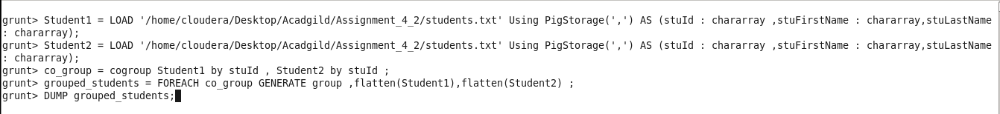 grunt> Student1 = LOAD '/home/cloudera/Desktop/Acadgild/Assignment_4_2/students.txt' Using PigStorage(',') AS (stuId : chararray ,stuFirstName : chararray,stuLastName
: chararray);
grunt> Student2 = LOAD '/home/cloudera/Desktop/Acadgild/Assignment_4_2/students.txt' Using PigStorage(',') AS (stuId : chararray ,stuFirstName : chararray,stuLastName
: chararray);
grunt> co_group = cogroup Student1 by stuId , Student2 by stuId ;
grunt> grouped_students = FOREACH co_group GENERATE group ,flatten(Student1),flatten(Student2) ;
grunt> DUMP grouped_students;